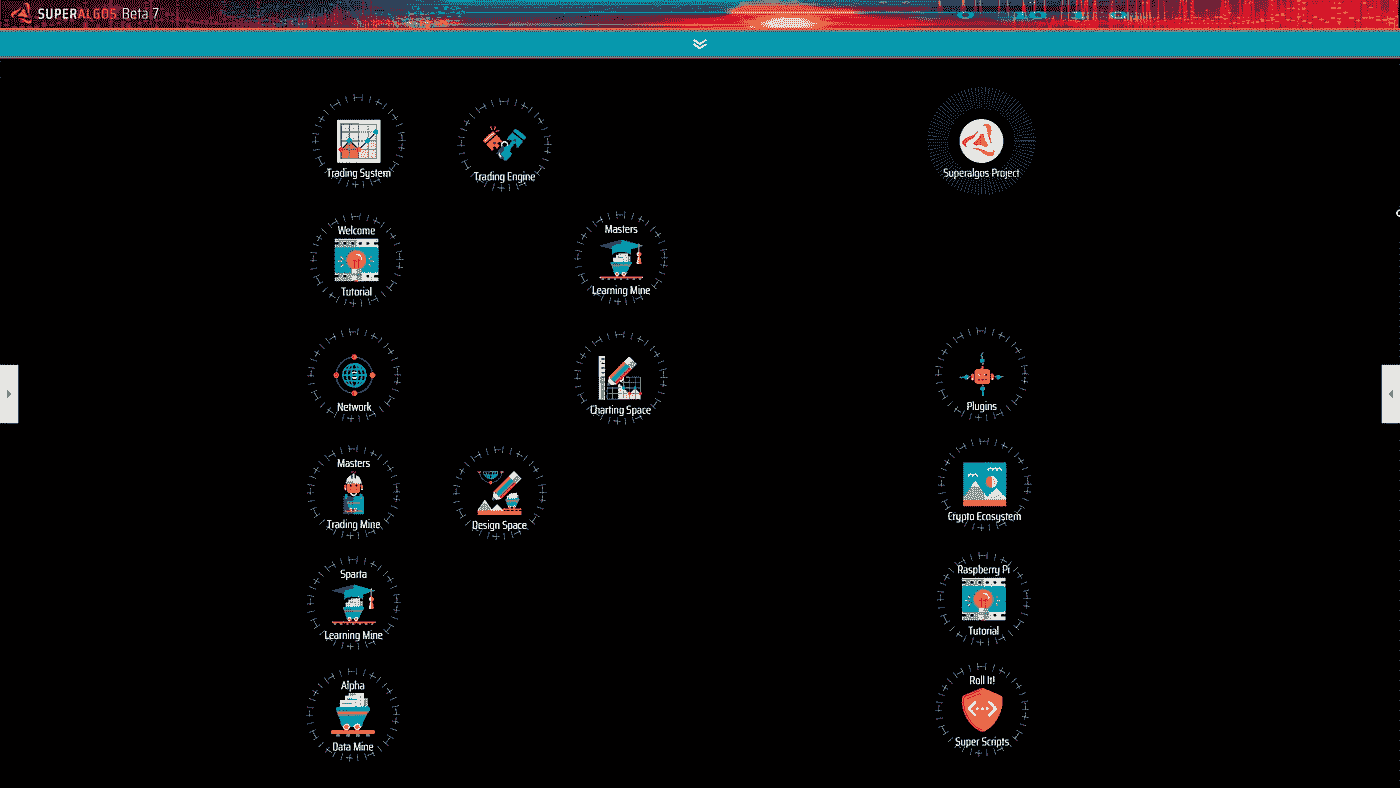 SUPERALGOS Beta 7
Trading System
Trading Engine
Superalgos Project
Welcome
Tutorial
Masters
Learning Mine
Network
Charting Space
Plugins
Masters
Trading Mine
Design Space
Crypto Ecosystem
Sparta
Learning Mine
Raspberry Pi
Tutorial
Alpha
Data Mine
Roll It!
Super Scripts